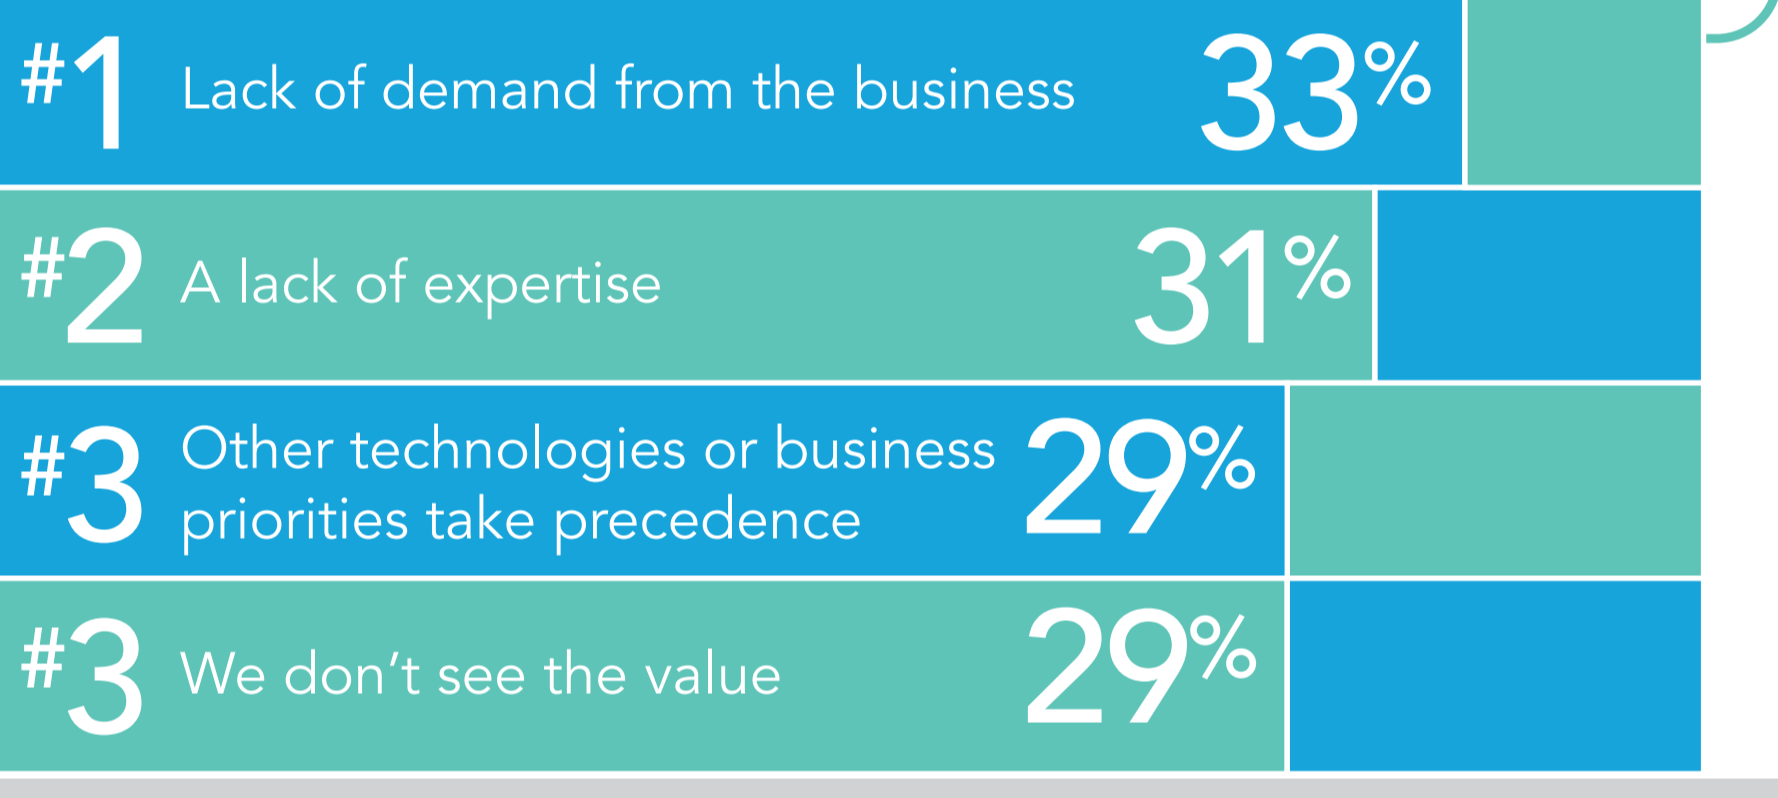 #1 Lack of demand from the business 33%
#2 A lack of expertise 31%
#3 Other technologies or business 29%
priorities take precedence
#3 We don’t see the value 29%